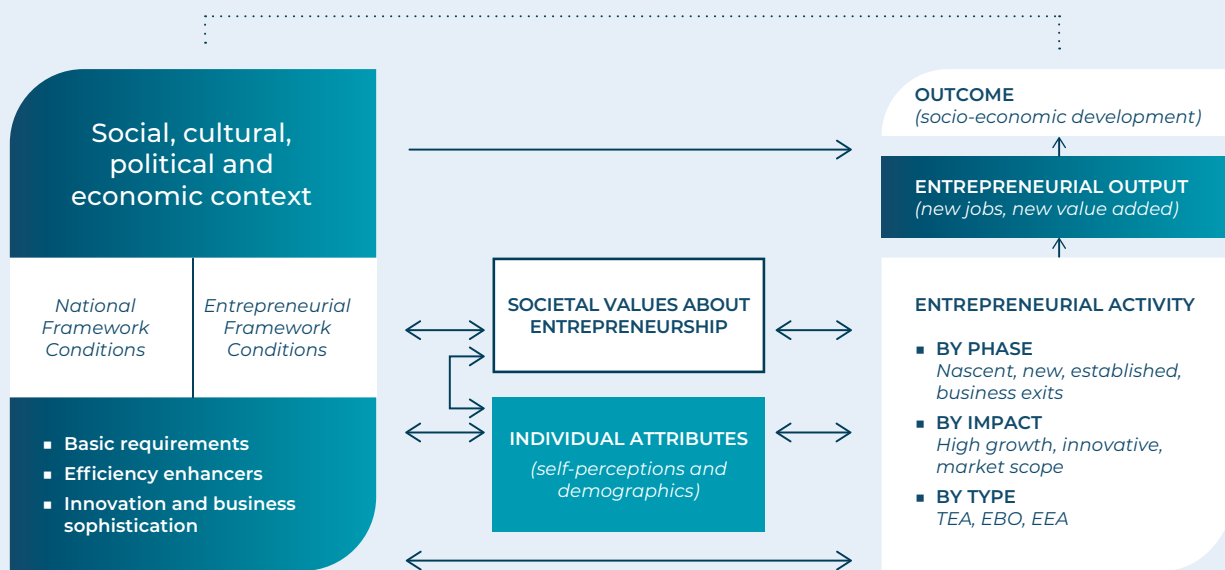 Social, cultural,
political and
economic context
National
Framework
Conditions
Entrepreneurial
Framework
Conditions
▪ Basic requirements
▪ Efficiency enhancers
▪ Innovation and business
sophistication
SOCIETAL VALUES ABOUT
ENTREPRENEURSHIP
INDIVIDUAL ATTRIBUTES
(self-perceptions and
demographics)
OUTCOME
(socio-economic development)
ENTREPRENEURIAL OUTPUT
(new jobs, new value added)
ENTREPRENEURIAL ACTIVITY
▪ BY PHASE
Nascent, new, established,
business exits
▪ BY IMPACT
High growth, innovative,
market scope
▪ BY TYPE
TEA, EBO, EEA